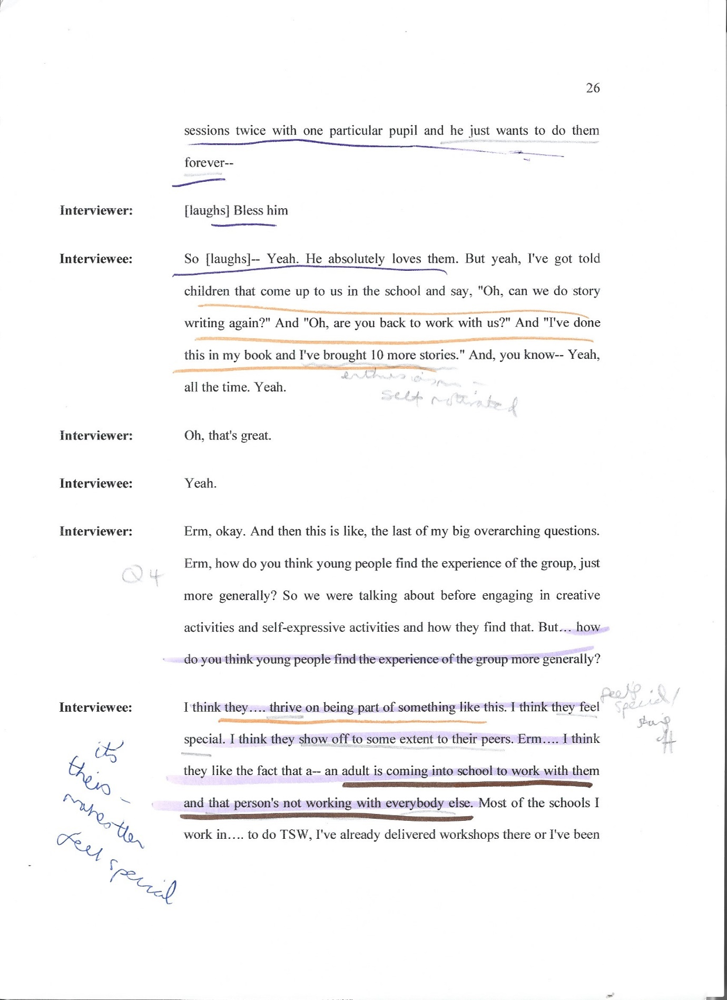 26
sessions twice with one particular pupil and he just wants to do them
forever--
Interviewer: [laughs] Bless him
Interviewee: So [laughs]-- Yeah. He absolutely loves them. But yeah, I've got told
children that come up to us in the school and say, "Oh, can we do story
writing again?" And "Oh, are you back to work with us?" And "I've done
this in my book and I've brought 10 more stories." And, you know-- Yeah,
enthusiasm -
all the time. Yeah.
self motivated
Interviewer: Oh, that's great.
Interviewee: Yeah.
Interviewer: Erm, okay. And then this is like, the last of my big overarching questions.
Q4
Erm, how do you think young people find the experience of the group, just
more generally? So we were talking about before engaging in creative
activities and self-expressive activities and how they find that. But… how
do you think young people find the experience of the group more generally?
Interviewee: I think they…. thrive on being part of something like this. I think they feel
special/
special. I think they show off to some extent to their peers. Erm…. I think
they like the fact that a-- an adult is coming into school to work with them
and that person's not working with everybody else. Most of the schools I
work in…. to do TSW, I've already delivered workshops there or I've been
its
theirs -
makes them
feel special